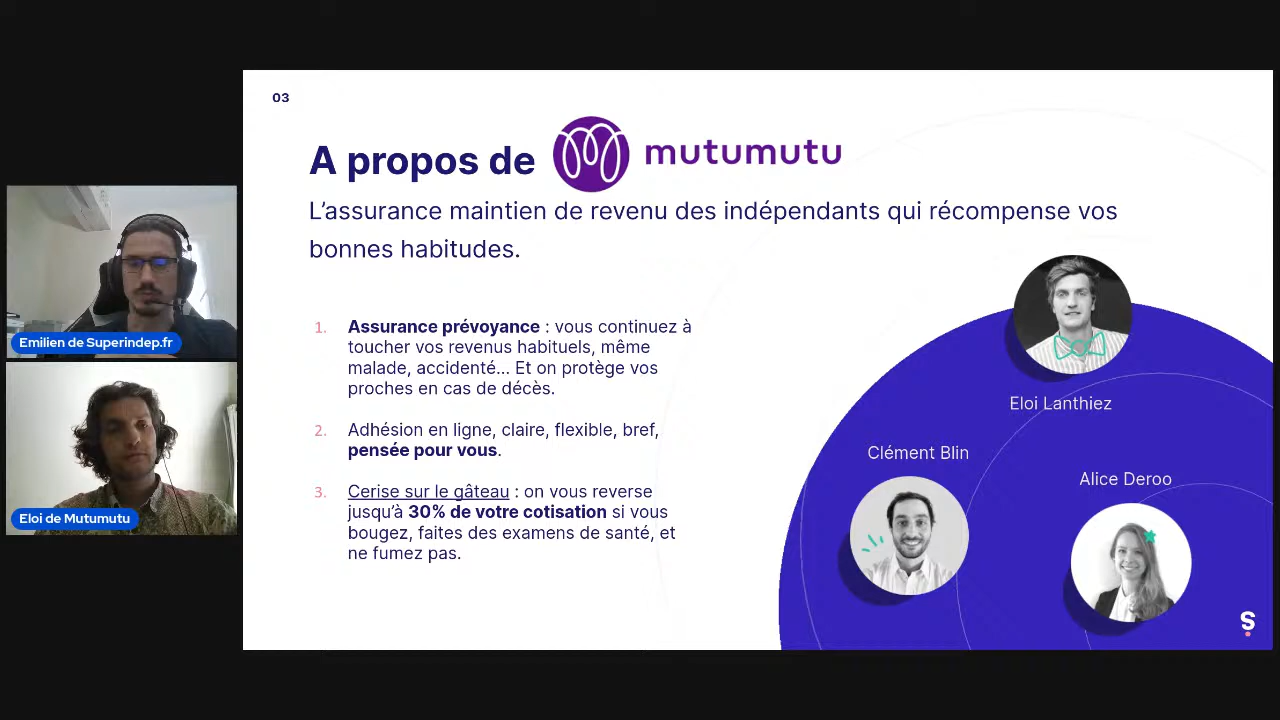 03
A propos de mutumutu
L'assurance maintien de revenu des indépendants qui récompense vos
bonnes habitudes.
1. Assurance prévoyance : vous continuez à
toucher vos revenus habituels, même
malade, accidenté... Et on protège vos
proches en cas de décès.
2. Adhésion en ligne, claire, flexible, bref,
pensée pour vous.
3. Cerise sur le gâteau : on vous reverse
jusqu'à 30% de votre cotisation si vous
bougez, faites des examens de santé, et
ne fumez pas.
Eloi Lanthiez
Clément Blin
Alice Deroo
S
Emilien de Superindep.fr
Eloi de Mutumutu